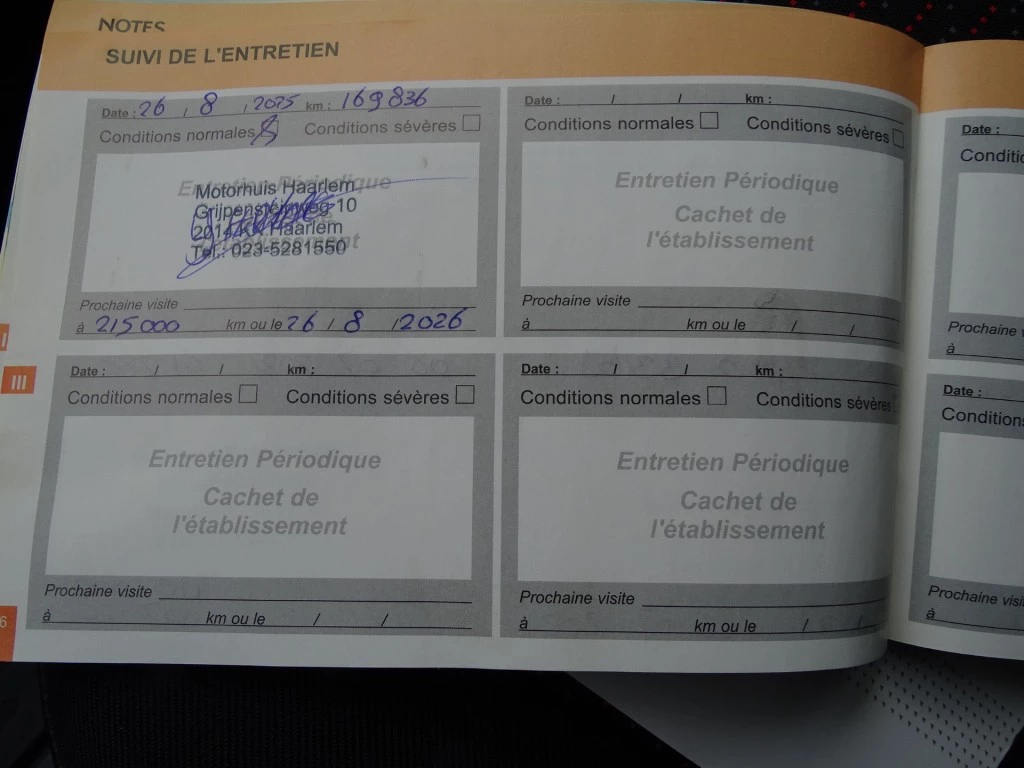 NOTES
SUIVI DE L'ENTRETIEN
Date : 26 / 8 / 2025 km : 169836
Conditions normales Conditions sévères
Entretien Périodique
Motorhuis Haarlem
Grijpensteinweg 10
2014 Haarlem
Tel.: 023-5281550
Prochaine visite
à 215000 km ou le 26 / 8 / 2026
Date : / / km :
Conditions normales Conditions sévères
Entretien Périodique
Cachet de
l'établissement
Prochaine visite
à km ou le / /
Date : / / km :
Conditions normales Conditions sévères
Entretien Périodique
Cachet de
l'établissement
Prochaine visite
à km ou le / /
Date : / / km :
Conditions normales Conditions sévères
Entretien Périodique
Cachet de
l'établissement
Prochaine visite
à km ou le / /
III
6
Date :
Prochaine
à
Date :
Conditions
Prochaine
à